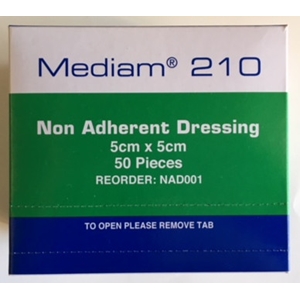 Mediam® 210
Non Adherent Dressing
5cm x 5cm
50 Pieces
REORDER: NAD001
TO OPEN PLEASE REMOVE TAB